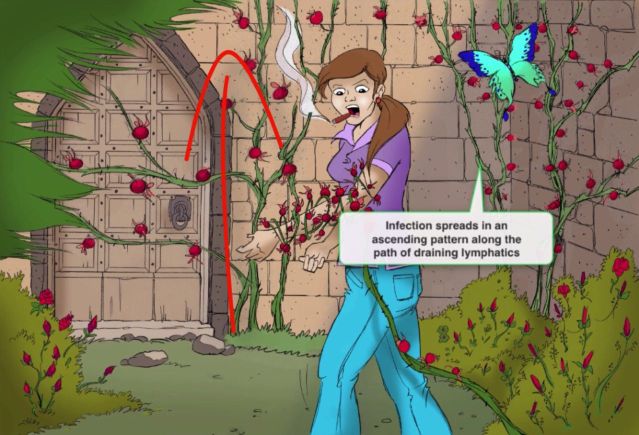 Infection spreads in an
ascending pattern along the
path of draining lymphatics